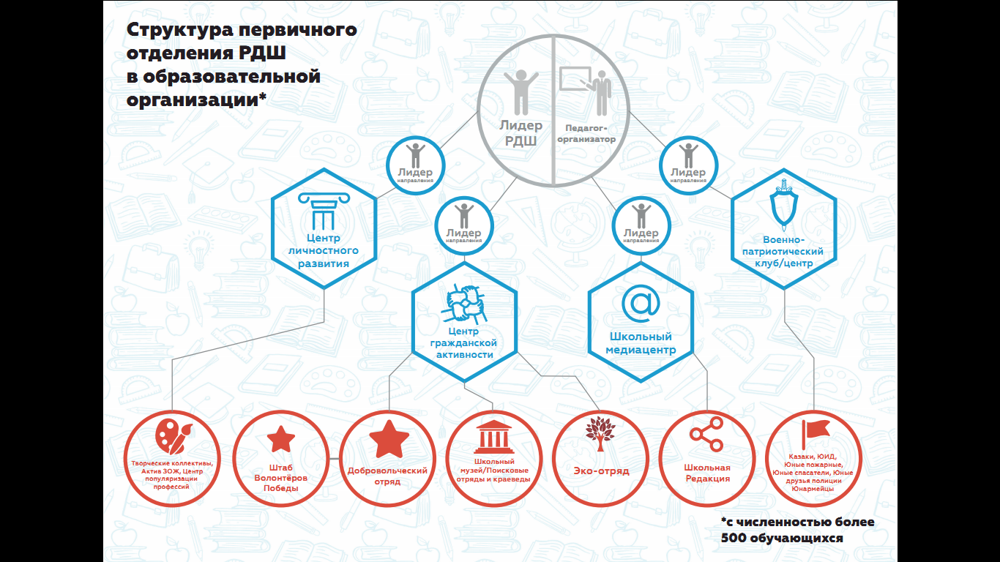 Структура первичного
отделения РДШ
в образовательной
организации*
Лидер
РДШ
Педагог-
организатор
Лидер
направления
Лидер
направления
Лидер
направления
Лидер
направления
Центр
личностного
развития
Центр
гражданской
активности
Школьный
медиацентр
Военно-
патриотический
клуб/центр
Творческие коллективы,
Актив ЗОЖ, Центр
популяризации
профессий
Штаб
Волонтёров
Победы
Добровольческий
отряд
Школьный
музей/Поисковые
отряды и краеведы
Эко-отряд
Школьная
Редакция
Казаки, ЮИД,
Юные пожарные,
Юные спасатели, Юные
друзья полиции
Юнармейцы
*с численностью более
500 обучающихся